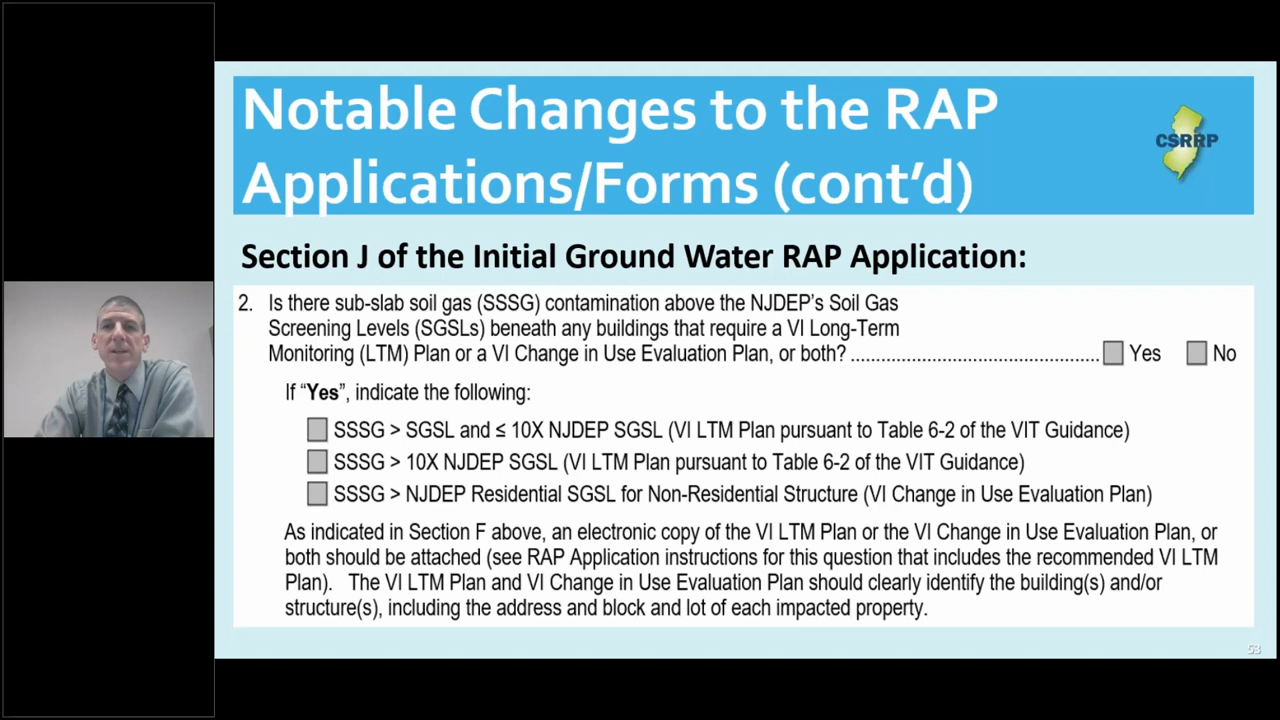 Notable Changes to the RAP
Applications/Forms (cont’d)
CSRRP
Section J of the Initial Ground Water RAP Application:
2. Is there sub-slab soil gas (SSSG) contamination above the NJDEP’s Soil Gas
Screening Levels (SGSLs) beneath any buildings that require a VI Long-Term
Monitoring (LTM) Plan or a VI Change in Use Evaluation Plan, or both?.................................................. Yes No
If “Yes”, indicate the following:
SSSG > SGSL and ≤ 10X NJDEP SGSL (VI LTM Plan pursuant to Table 6-2 of the VIT Guidance)
SSSG > 10X NJDEP SGSL (VI LTM Plan pursuant to Table 6-2 of the VIT Guidance)
SSSG > NJDEP Residential SGSL for Non-Residential Structure (VI Change in Use Evaluation Plan)
As indicated in Section F above, an electronic copy of the VI LTM Plan or the VI Change in Use Evaluation Plan, or
both should be attached (see RAP Application instructions for this question that includes the recommended VI LTM
Plan). The VI LTM Plan and VI Change in Use Evaluation Plan should clearly identify the building(s) and/or
structure(s), including the address and block and lot of each impacted property.
53